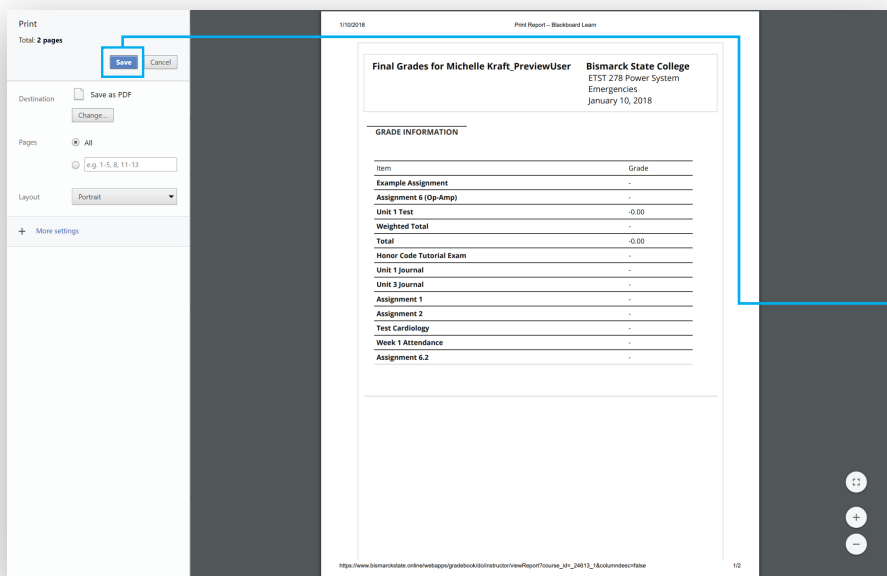 Print
Total: 2 pages
Save Cancel
Destination Save as PDF
Change...
Pages All
e.g. 1-5, 8, 11-13
Layout Portrait
+ More settings
1/10/2018 Print Report – Blackboard Learn
Final Grades for Michelle Kraft_PreviewUser Bismarck State College
ETST 278 Power System
Emergencies
January 10, 2018
GRADE INFORMATION
Item Grade
Example Assignment -
Assignment 6 (Op-Amp) -
Unit 1 Test -0.00
Weighted Total -
Total -0.00
Honor Code Tutorial Exam -
Unit 1 Journal -
Unit 3 Journal -
Assignment 1 -
Assignment 2 -
Test Cardiology -
Week 1 Attendance -
Assignment 6.2 -
https://www.bismarckstate.online/webapps/gradebook/do/instructor/viewReport?course_id=_24613_1&columndesc=false 1/2